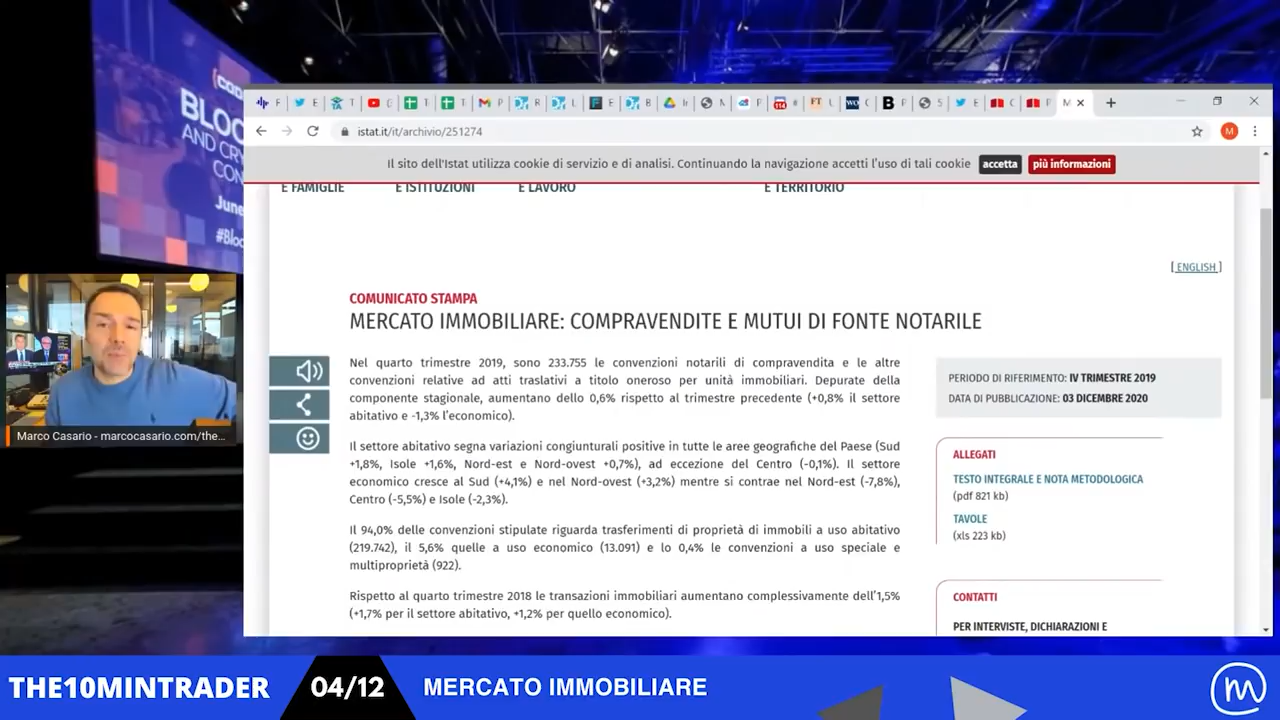 BLOC
AND CRY
CON
June
#Bloc
istat.it/it/archivio/251274
Il sito dell'Istat utilizza cookie di servizio e di analisi. Continuando la navigazione accetti l'uso di tali cookie accetta più informazioni
E FAMIGLIE E ISTITUZIONI E LAVORO E TERRITORIO
[ ENGLISH ]
COMUNICATO STAMPA
MERCATO IMMOBILIARE: COMPRAVENDITE E MUTUI DI FONTE NOTARILE
Nel quarto trimestre 2019, sono 233.755 le convenzioni notarili di compravendita e le altre
convenzioni relative ad atti traslativi a titolo oneroso per unità immobiliari. Depurate della
componente stagionale, aumentano dello 0,6% rispetto al trimestre precedente (+0,8% il settore
abitativo e -1,3% l'economico).
Il settore abitativo segna variazioni congiunturali positive in tutte le aree geografiche del Paese (Sud
+1,8%, Isole +1,6%, Nord-est e Nord-ovest +0,7%), ad eccezione del Centro (-0,1%). Il settore
economico cresce al Sud (+4,1%) e nel Nord-ovest (+3,2%) mentre si contrae nel Nord-est (-7,8%),
Centro (-5,5%) e Isole (-2,3%).
Il 94,0% delle convenzioni stipulate riguarda trasferimenti di proprietà di immobili a uso abitativo
(219.742), il 5,6% quelle a uso economico (13.091) e lo 0,4% le convenzioni a uso speciale e
multiproprietà (922).
Rispetto al quarto trimestre 2018 le transazioni immobiliari aumentano complessivamente dell'1,5%
(+1,7% per il settore abitativo, +1,2% per quello economico).
PERIODO DI RIFERIMENTO: IV TRIMESTRE 2019
DATA DI PUBBLICAZIONE: 03 DICEMBRE 2020
ALLEGATI
TESTO INTEGRALE E NOTA METODOLOGICA
(pdf 821 kb)
TAVOLE
(xls 223 kb)
CONTATTI
PER INTERVISTE, DICHIARAZIONI E
Marco Casario - marcocasario.com/the...
THE10MINTRADER 04/12 MERCATO IMMOBILIARE